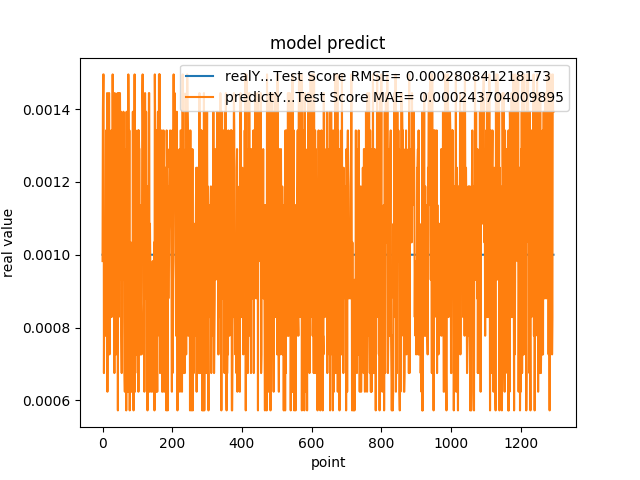 model predict
realY...Test Score RMSE= 0.000280841218173
predictY...Test Score MAE= 0.000243704009895
0.0014
0.0012
0.0010
0.0008
0.0006
real value
0 200 400 600 800 1000 1200
point